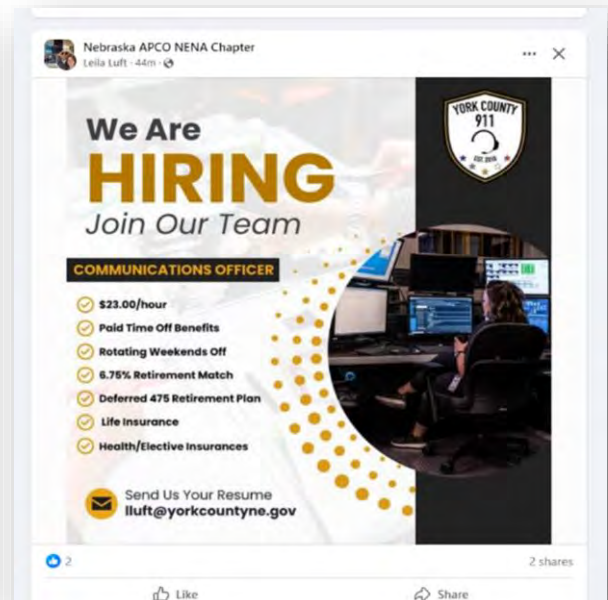 Nebraska APCO NENA Chapter
Leila Luft · 44m ·
We Are
HIRING
Join Our Team
YORK COUNTY
911
EST. 2016
COMMUNICATIONS OFFICER
$23.00/hour
Paid Time Off Benefits
Rotating Weekends Off
6.75% Retirement Match
Deferred 475 Retirement Plan
Life Insurance
Health/Elective Insurances
Send Us Your Resume
lluft@yorkcountyne.gov
2
2 shares
Like
Share